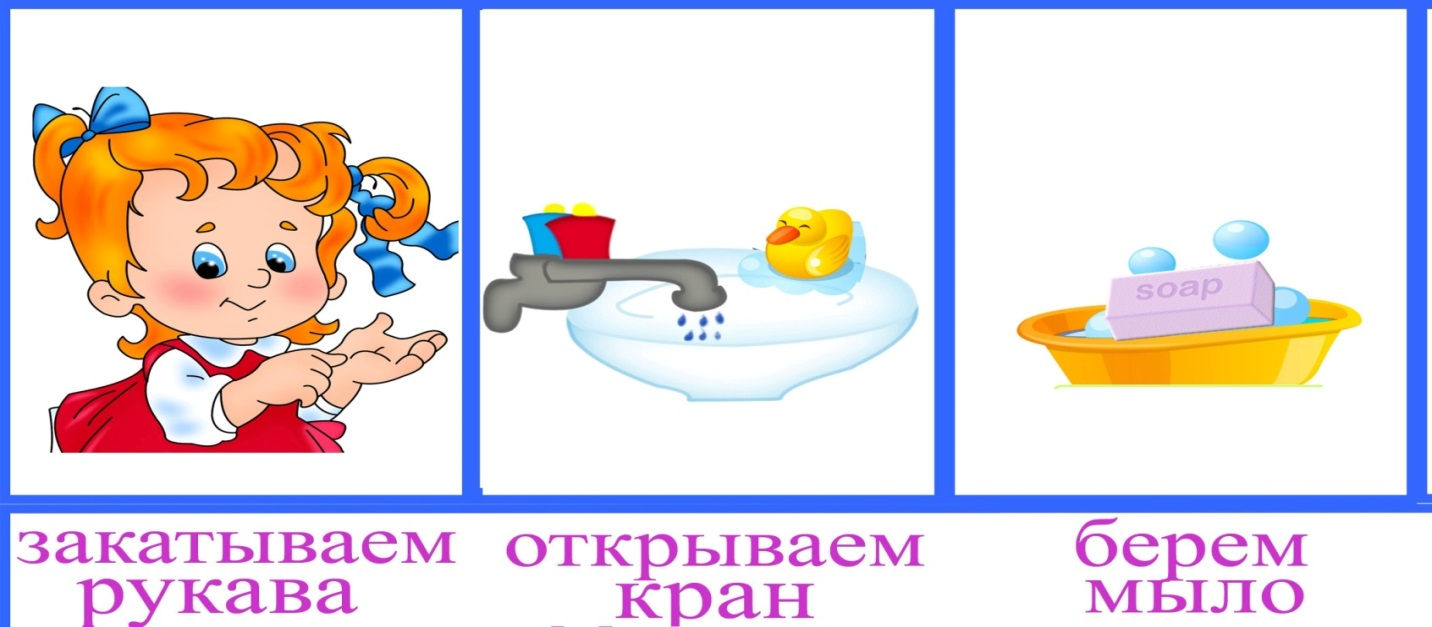 soap
закатываем
рукава
открываем
кран
берем
мыло